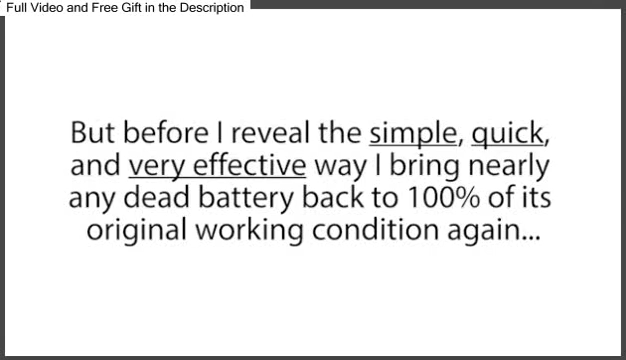 Full Video and Free Gift in the Description
But before I reveal the simple, quick,
and very effective way I bring nearly
any dead battery back to 100% of its
original working condition again...